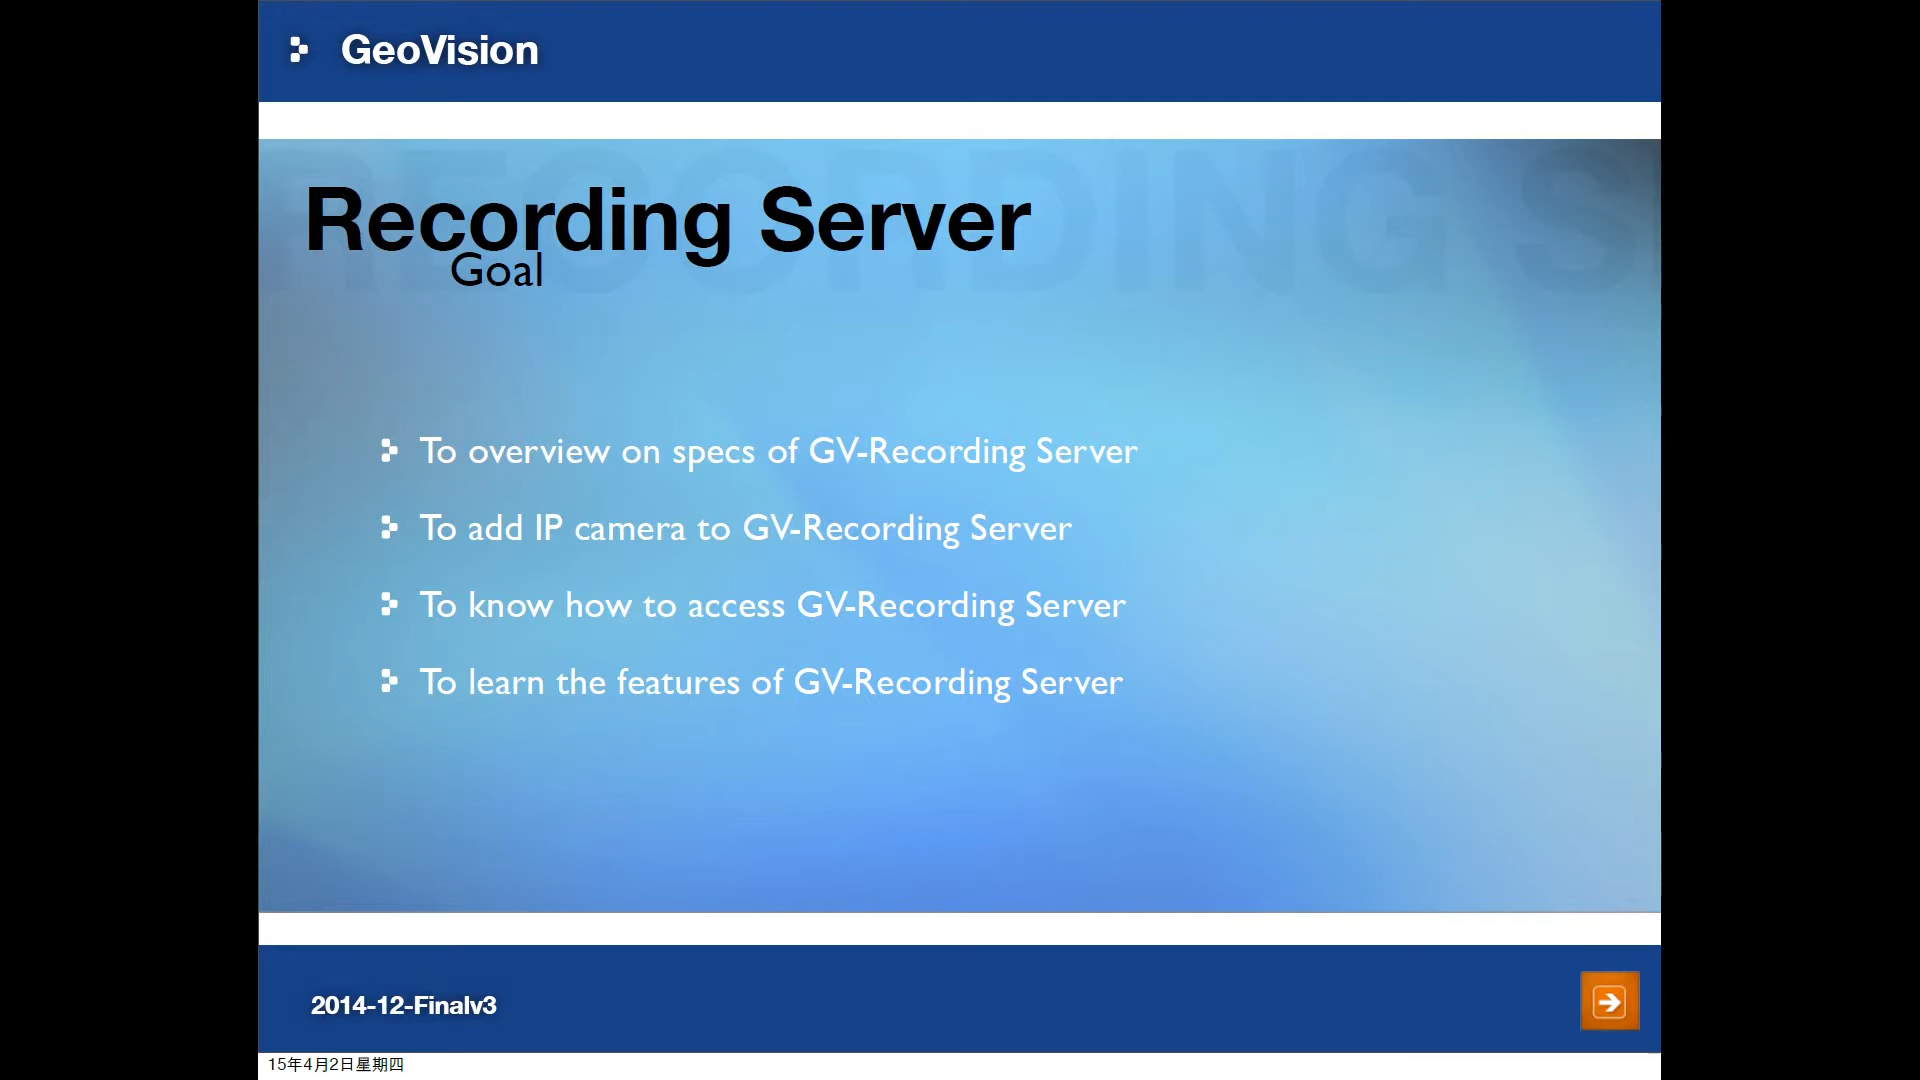 GeoVision
RECORDING S
Recording Server
Goal
To overview on specs of GV-Recording Server
To add IP camera to GV-Recording Server
To know how to access GV-Recording Server
To learn the features of GV-Recording Server
2014-12-Finalv3
15年4月2日星期四